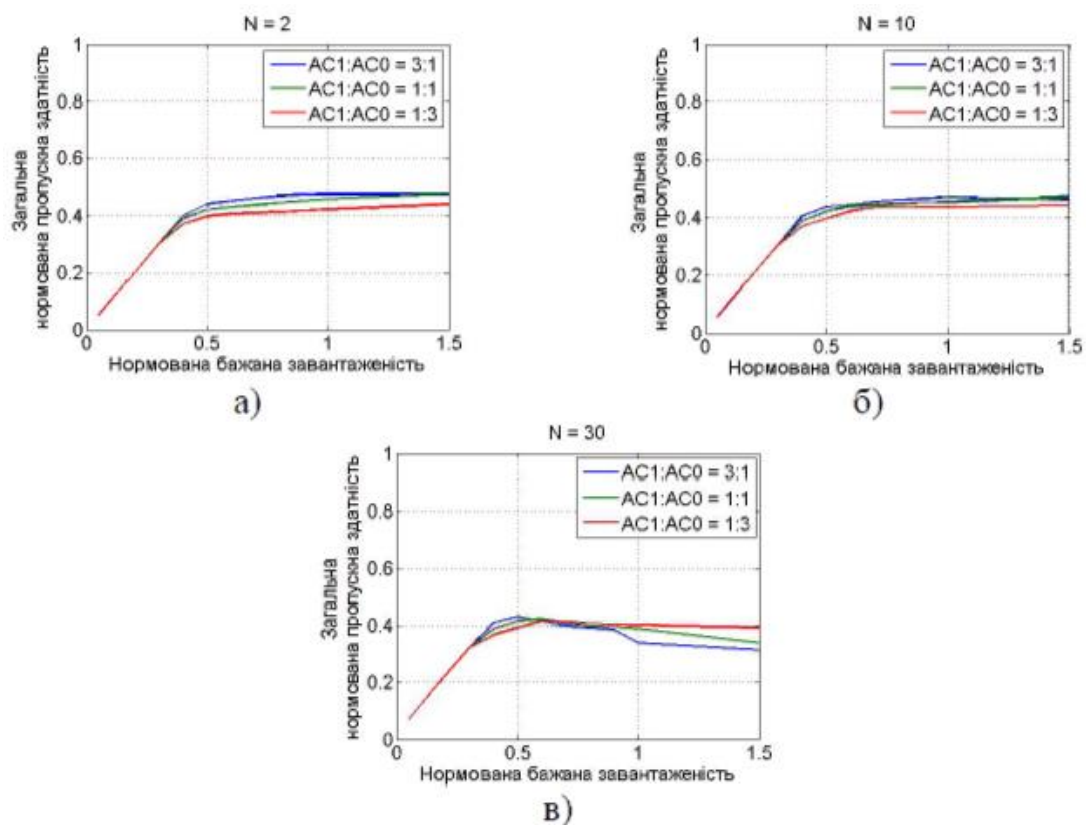 N = 2
AC1:AC0 = 3:1
AC1:AC0 = 1:1
AC1:AC0 = 1:3
Загальна
нормована пропускна здатність
1
0.8
0.6
0.4
0.2
0
0 0.5 1 1.5
Нормована бажана завантаженість
а)
N = 10
AC1:AC0 = 3:1
AC1:AC0 = 1:1
AC1:AC0 = 1:3
Загальна
нормована пропускна здатність
1
0.8
0.6
0.4
0.2
0
0 0.5 1 1.5
Нормована бажана завантаженість
б)
N = 30
AC1:AC0 = 3:1
AC1:AC0 = 1:1
AC1:AC0 = 1:3
Загальна
нормована пропускна здатність
1
0.8
0.6
0.4
0.2
0
0 0.5 1 1.5
Нормована бажана завантаженість
в)